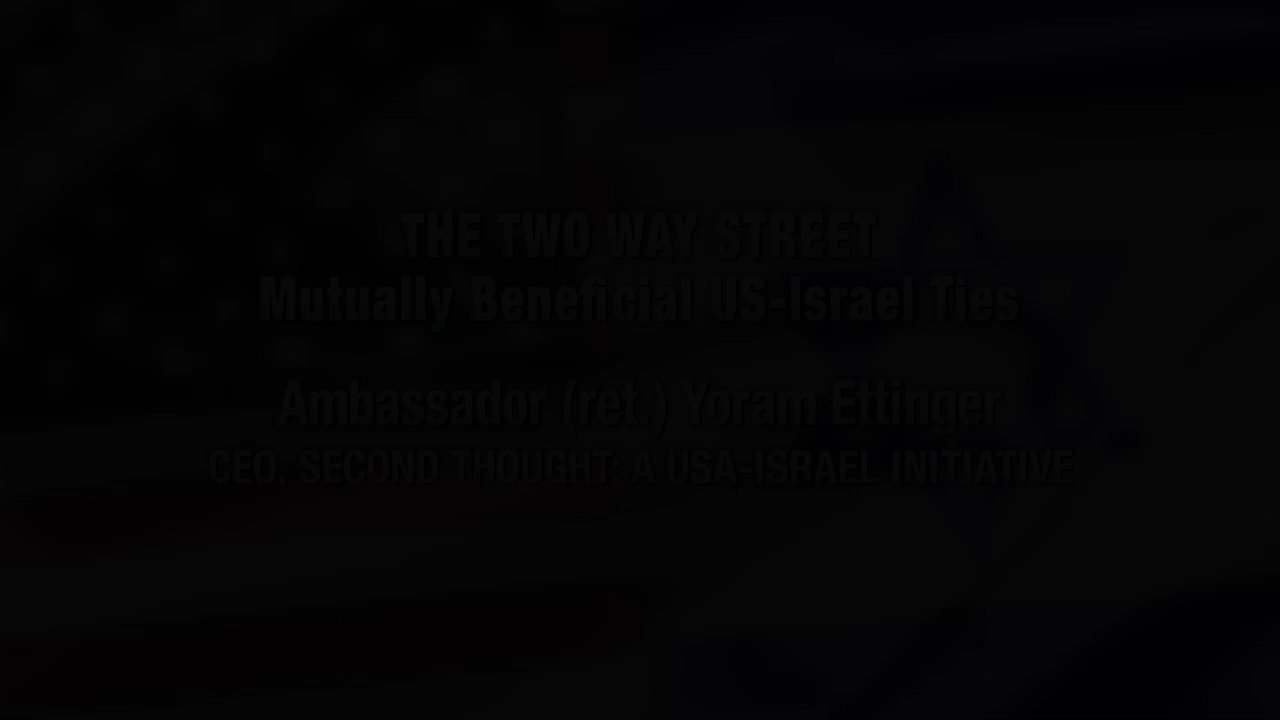 THE TWO WAY STREET
Mutually Beneficial US-Israel Ties
Ambassador (ret.) Yoram Ettinger
CEO, SECOND THOUGHT: A USA-ISRAEL INITIATIVE